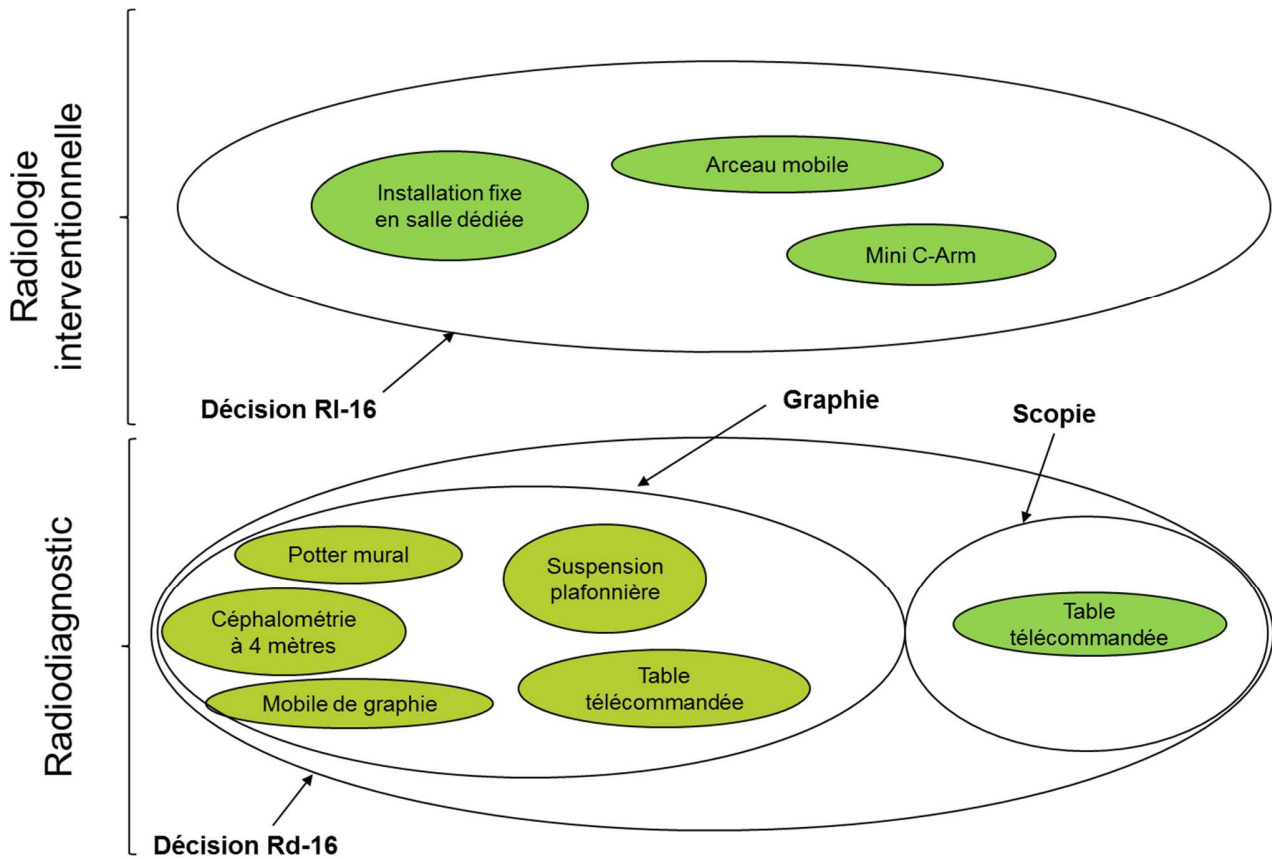 Radiologie
interventionnelle
Installation fixe
en salle dédiée
Arceau mobile
Mini C-Arm
Décision RI-16
Graphie
Scopie
Radiodiagnostic
Potter mural
Suspension
plafonnière
Céphalométrie
à 4 mètres
Table
télécommandée
Mobile de graphie
Table
télécommandée
Décision Rd-16